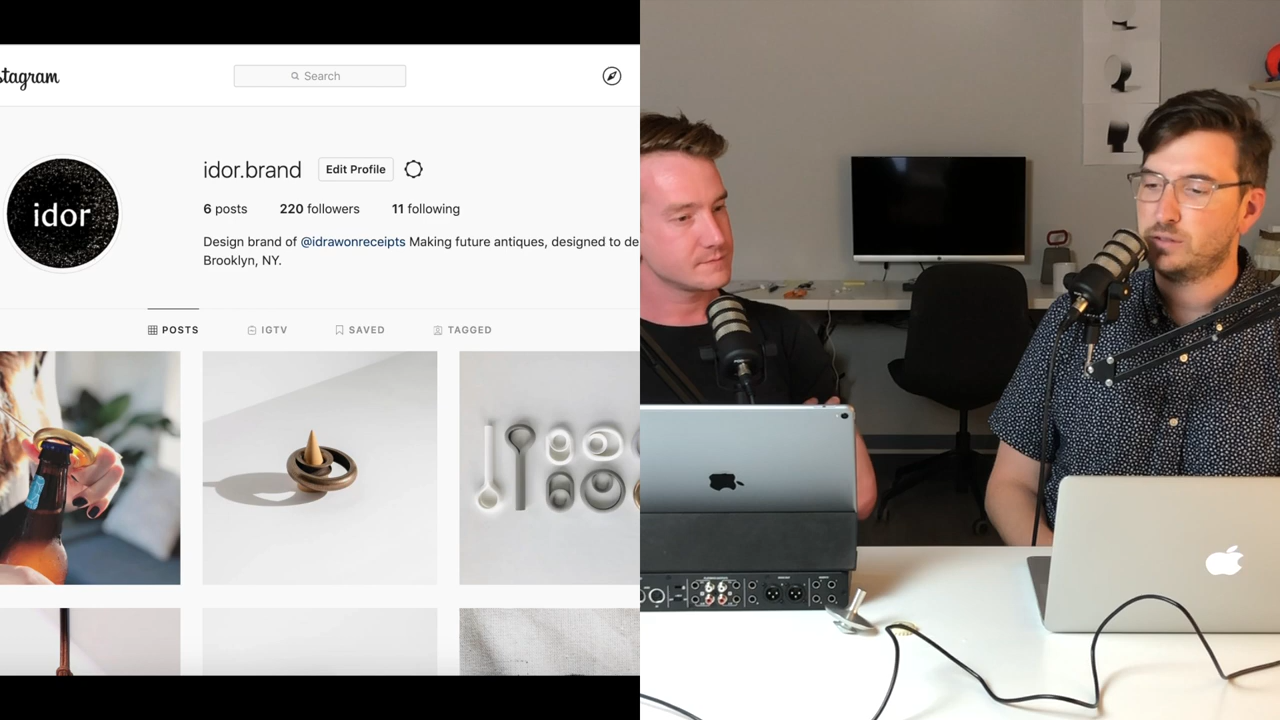 stagram
Search
idor
idor.brand
Edit Profile
6 posts 220 followers 11 following
Design brand of @idrawonreceipts Making future antiques, designed to de
Brooklyn, NY.
POSTS IGTV SAVED TAGGED